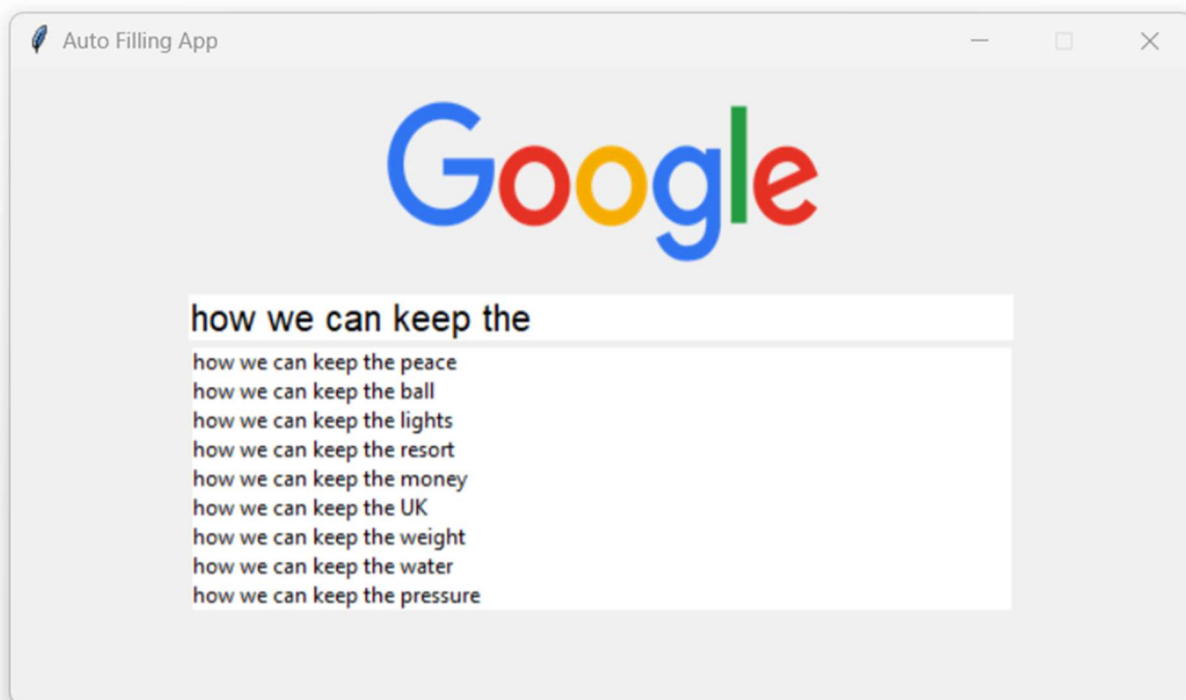 Auto Filling App
Google
how we can keep the
how we can keep the peace
how we can keep the ball
how we can keep the lights
how we can keep the resort
how we can keep the money
how we can keep the UK
how we can keep the weight
how we can keep the water
how we can keep the pressure